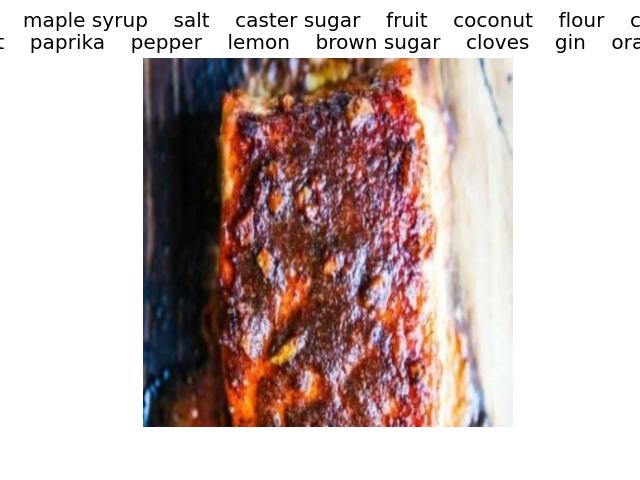 maple syrup salt caster sugar fruit coconut flour
paprika pepper lemon brown sugar cloves gin